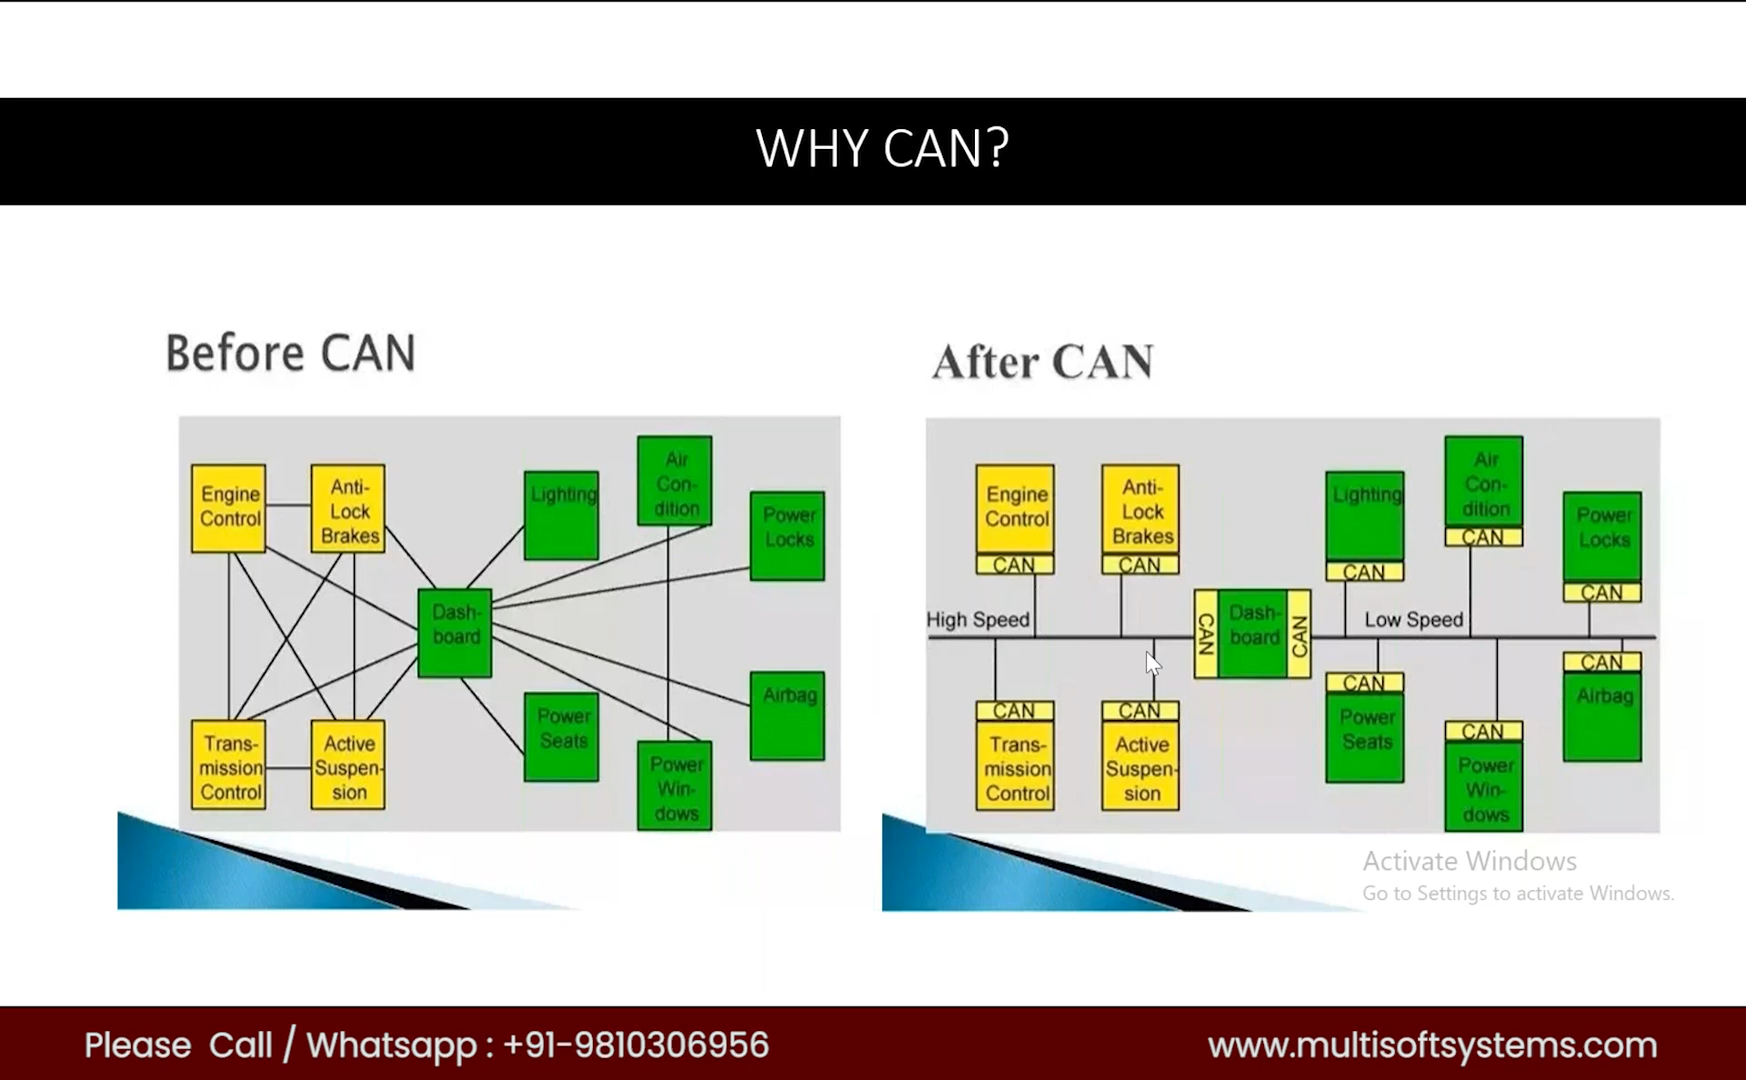 WHY CAN?
Before CAN
Engine
Control
Anti-
Lock
Brakes
Lighting
Air
Con-
dition
Power
Locks
Dash-
board
Trans-
mission
Control
Active
Suspen-
sion
Power
Seats
Power
Win-
dows
Airbag
After CAN
Engine
Control
CAN
Anti-
Lock
Brakes
CAN
Lighting
CAN
Air
Con-
dition
CAN
Power
Locks
CAN
High Speed
CAN
Dash-
board
CAN
Low Speed
CAN
Trans-
mission
Control
CAN
Active
Suspen-
sion
CAN
Power
Seats
CAN
Power
Win-
dows
CAN
Airbag
Activate Windows
Go to Settings to activate Windows.
Please Call / Whatsapp : +91-9810306956
www.multisoftsystems.com